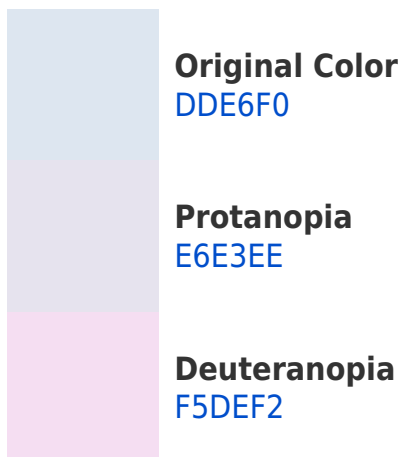 Original Color
DDE6F0
Protanopia
E6E3EE
Deuteranopia
F5DEF2